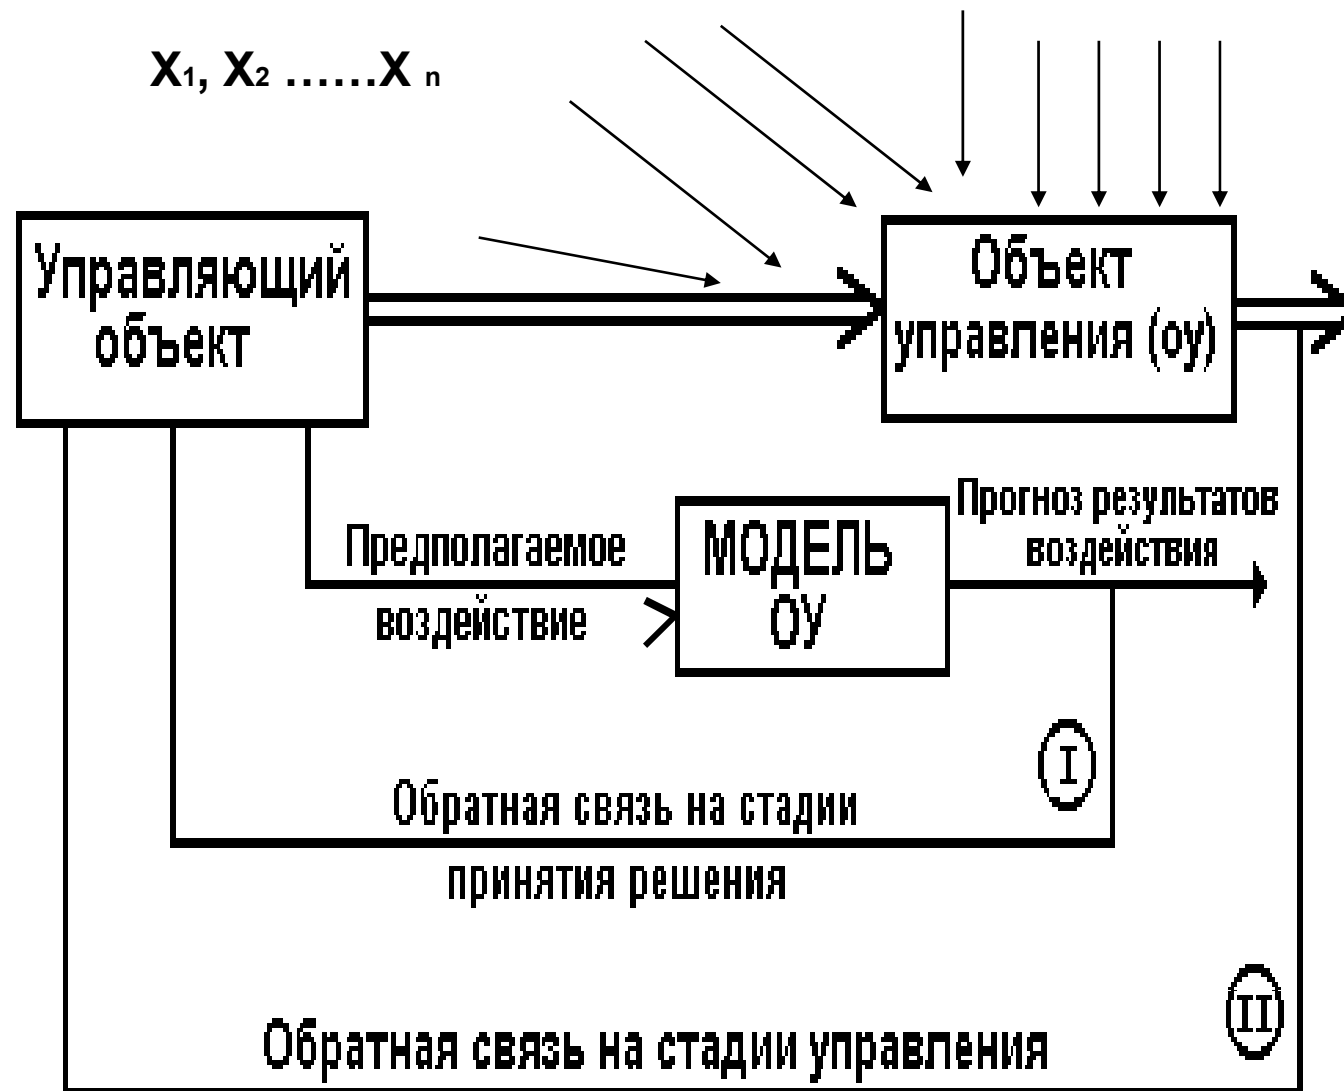 X1, X2 ......X n
Управляющий
объект
Объект
управления (оу)
Прогноз результатов
воздействия
Предполагаемое
воздействие
МОДЕЛЬ
ОУ
I
Обратная связь на стадии
принятия решения
II
Обратная связь на стадии управления